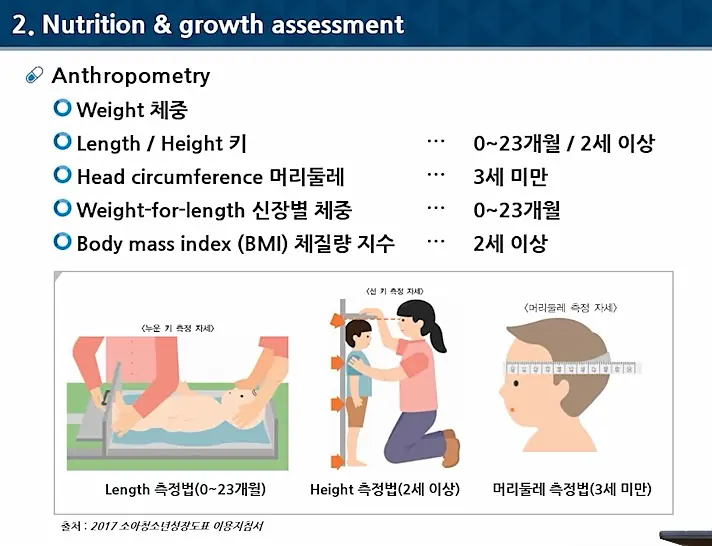 2. Nutrition & growth assessment
Anthropometry
Weight 체중
Length / Height 키 … 0~23개월 / 2세 이상
Head circumference 머리둘레 … 3세 미만
Weight-for-length 신장별 체중 … 0~23개월
Body mass index (BMI) 체질량 지수 … 2세 이상
<누운 키 측정 자세>
<선 키 측정 자세>
<머리둘레 측정 자세>
Length 측정법(0~23개월)
Height 측정법(2세 이상)
머리둘레 측정법(3세 미만)
출처 : 2017 소아청소년성장도표 이용지침서